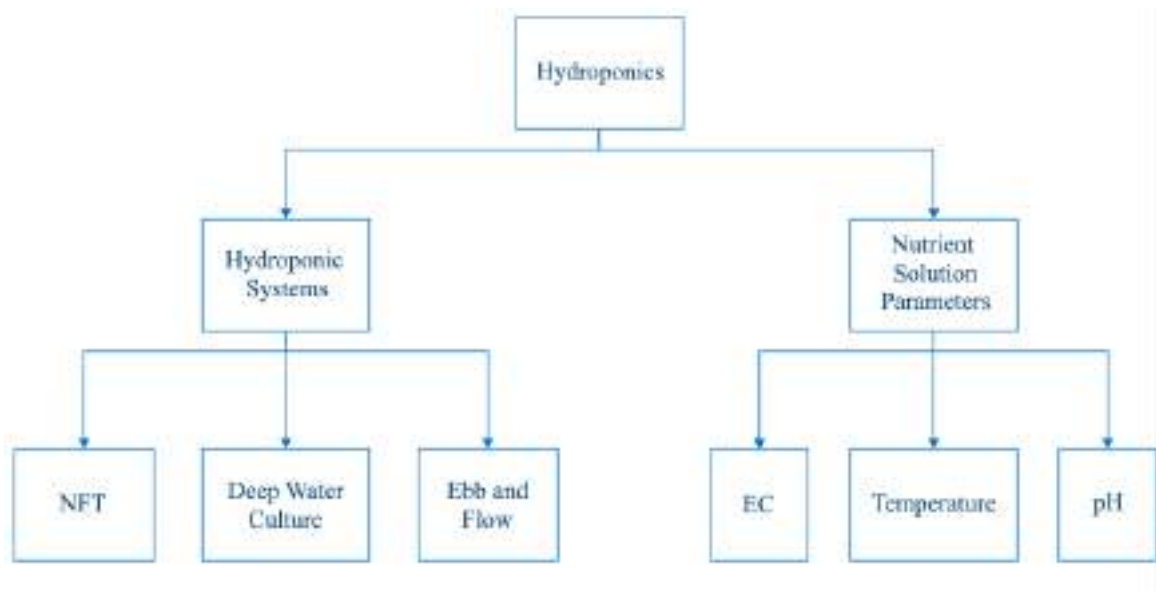 Hydroponics
Hydroponic
Systems
Nutrient
Solution
Parameters
NFT
Deep Water
Culture
Ebb and
Flow
EC
Temperature
pH